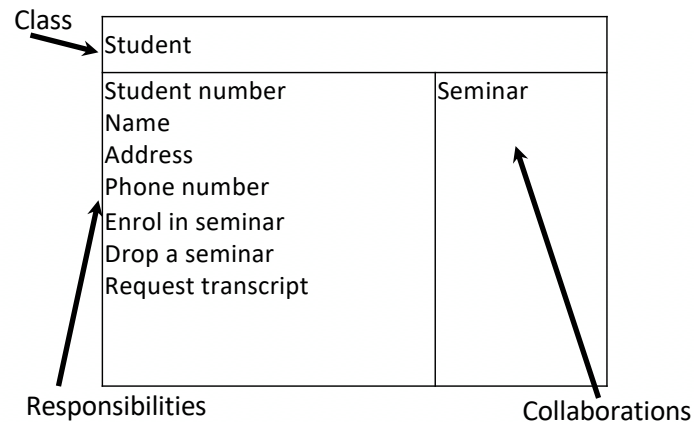 Class
Student
Student number
Name
Address
Phone number
Enrol in seminar
Drop a seminar
Request transcript
Seminar
Responsibilities
Collaborations